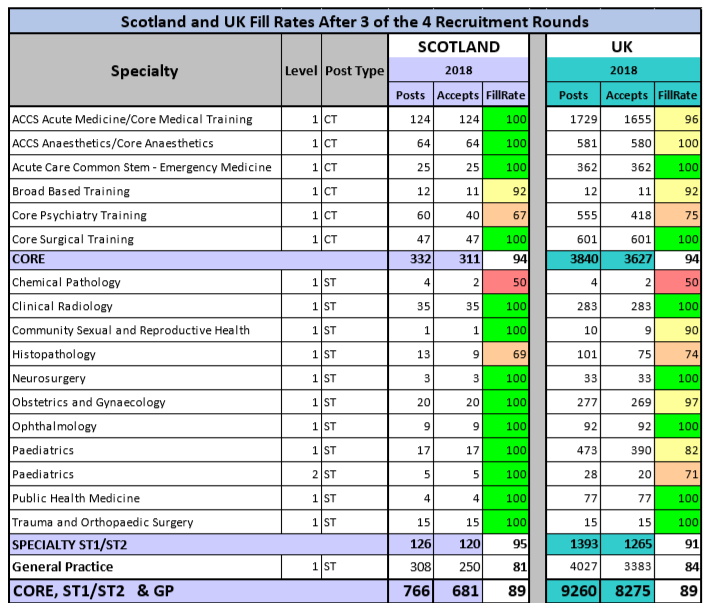 Scotland and UK Fill Rates After 3 of the 4 Recruitment Rounds
SCOTLAND UK
Specialty Level Post Type 2018 2018
Posts Accepts FillRate Posts Accepts FillRate
ACCS Acute Medicine/Core Medical Training 1 CT 124 124 100 1729 1655 96
ACCS Anaesthetics/Core Anaesthetics 1 CT 64 64 100 581 580 100
Acute Care Common Stem - Emergency Medicine 1 CT 25 25 100 362 362 100
Broad Based Training 1 CT 12 11 92 12 11 92
Core Psychiatry Training 1 CT 60 40 67 555 418 75
Core Surgical Training 1 CT 47 47 100 601 601 100
CORE 332 311 94 3840 3627 94
Chemical Pathology 1 ST 4 2 50 4 2 50
Clinical Radiology 1 ST 35 35 100 283 283 100
Community Sexual and Reproductive Health 1 ST 1 1 100 10 9 90
Histopathology 1 ST 13 9 69 101 75 74
Neurosurgery 1 ST 3 3 100 33 33 100
Obstetrics and Gynaecology 1 ST 20 20 100 277 269 97
Ophthalmology 1 ST 9 9 100 92 92 100
Paediatrics 1 ST 17 17 100 473 390 82
Paediatrics 2 ST 5 5 100 28 20 71
Public Health Medicine 1 ST 4 4 100 77 77 100
Trauma and Orthopaedic Surgery 1 ST 15 15 100 15 15 100
SPECIALTY ST1/ST2 126 120 95 1393 1265 91
General Practice 1 ST 308 250 81 4027 3383 84
CORE, ST1/ST2 & GP 766 681 89 9260 8275 89